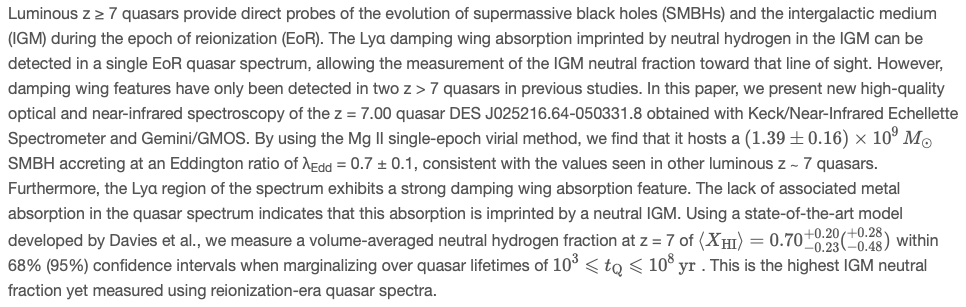 Luminous z ≥ 7 quasars provide direct probes of the evolution of supermassive black holes (SMBHs) and the intergalactic medium
(IGM) during the epoch of reionization (EoR). The Lyα damping wing absorption imprinted by neutral hydrogen in the IGM can be
detected in a single EoR quasar spectrum, allowing the measurement of the IGM neutral fraction toward that line of sight. However,
damping wing features have only been detected in two z > 7 quasars in previous studies. In this paper, we present new high-quality
optical and near-infrared spectroscopy of the z = 7.00 quasar DES J025216.64-050331.8 obtained with Keck/Near-Infrared Echellette
Spectrometer and Gemini/GMOS. By using the Mg II single-epoch virial method, we find that it hosts a (1.39 ± 0.16) × 10⁹ M⊙
SMBH accreting at an Eddington ratio of λEdd = 0.7 ± 0.1, consistent with the values seen in other luminous z ~ 7 quasars.
Furthermore, the Lyα region of the spectrum exhibits a strong damping wing absorption feature. The lack of associated metal
absorption in the quasar spectrum indicates that this absorption is imprinted by a neutral IGM. Using a state-of-the-art model
developed by Davies et al., we measure a volume-averaged neutral hydrogen fraction at z = 7 of ⟨XHI⟩ = 0.70+0.20−0.23(+0.28−0.48) within
68% (95%) confidence intervals when marginalizing over quasar lifetimes of 10³ ⩽ tQ ⩽ 10⁸ yr . This is the highest IGM neutral
fraction yet measured using reionization-era quasar spectra.